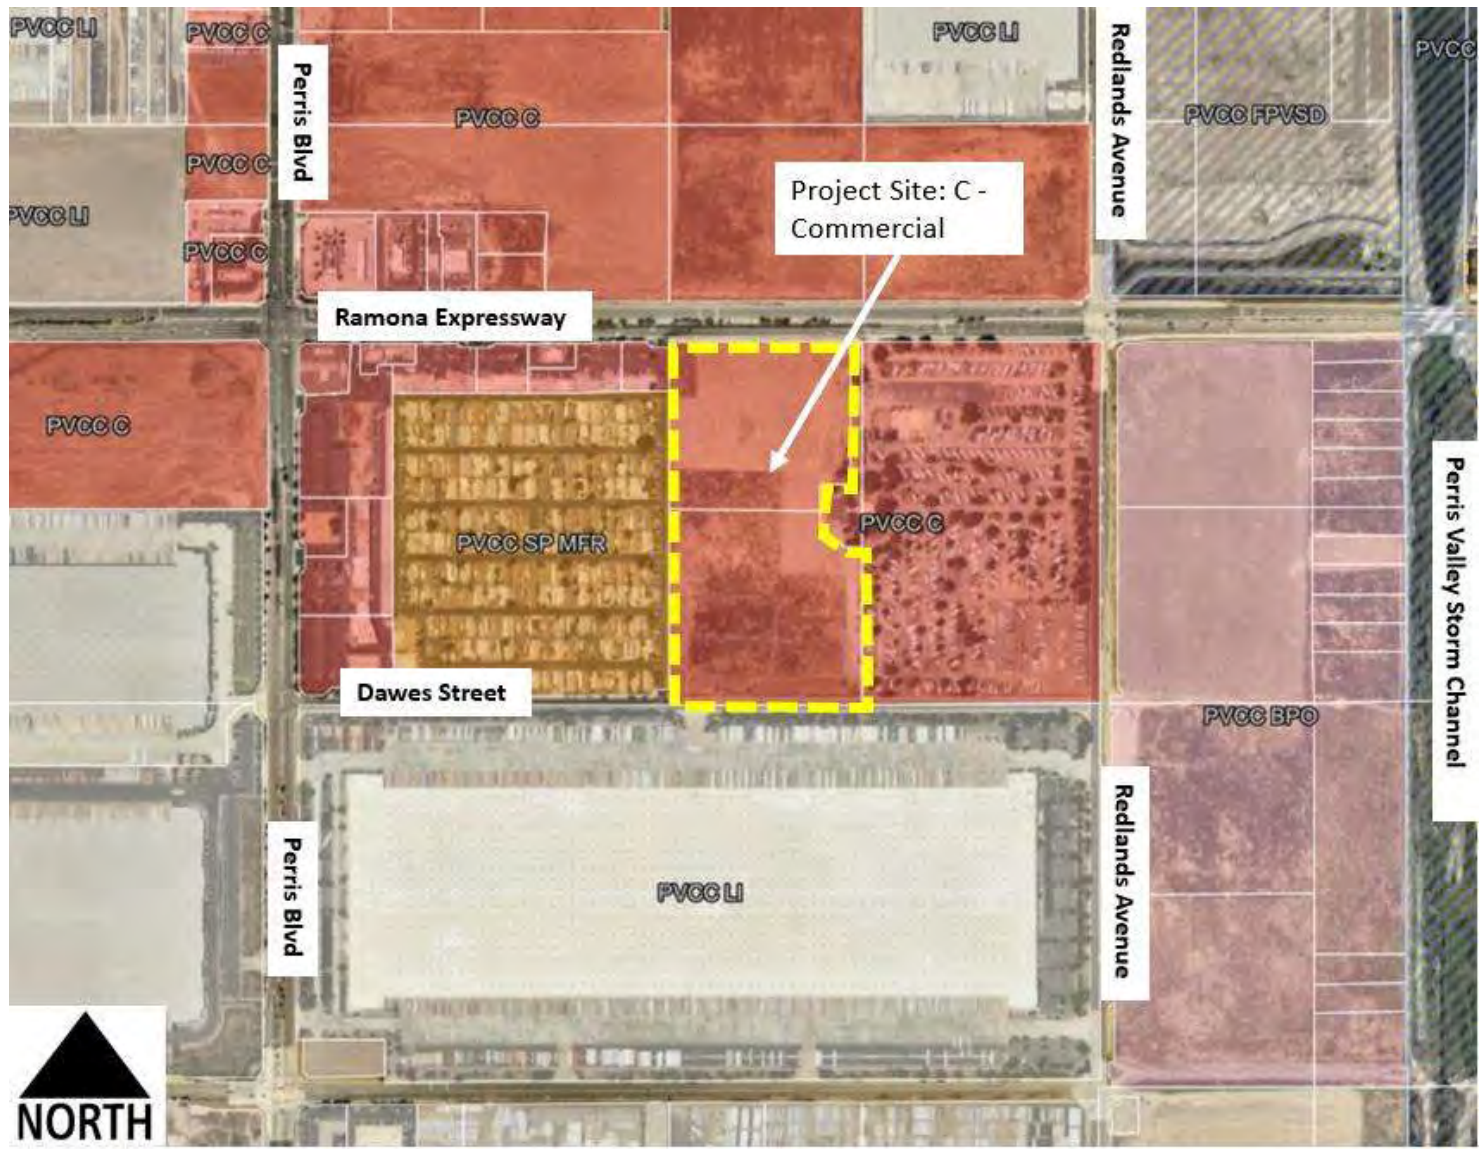 PVCC LI
PVCC C
PVCC LI
Redlands Avenue
PVCC
Perris Blvd
PVCC C
PVCC FPVSD
PVCC C
Project Site: C -
Commercial
PVCC LI
PVCC C
Ramona Expressway
PVCC C
PVCC C
PVCC SP MFR
Perris Valley Storm Channel
Dawes Street
PVCC BPO
Redlands Avenue
Perris Blvd
PVCC LI
NORTH